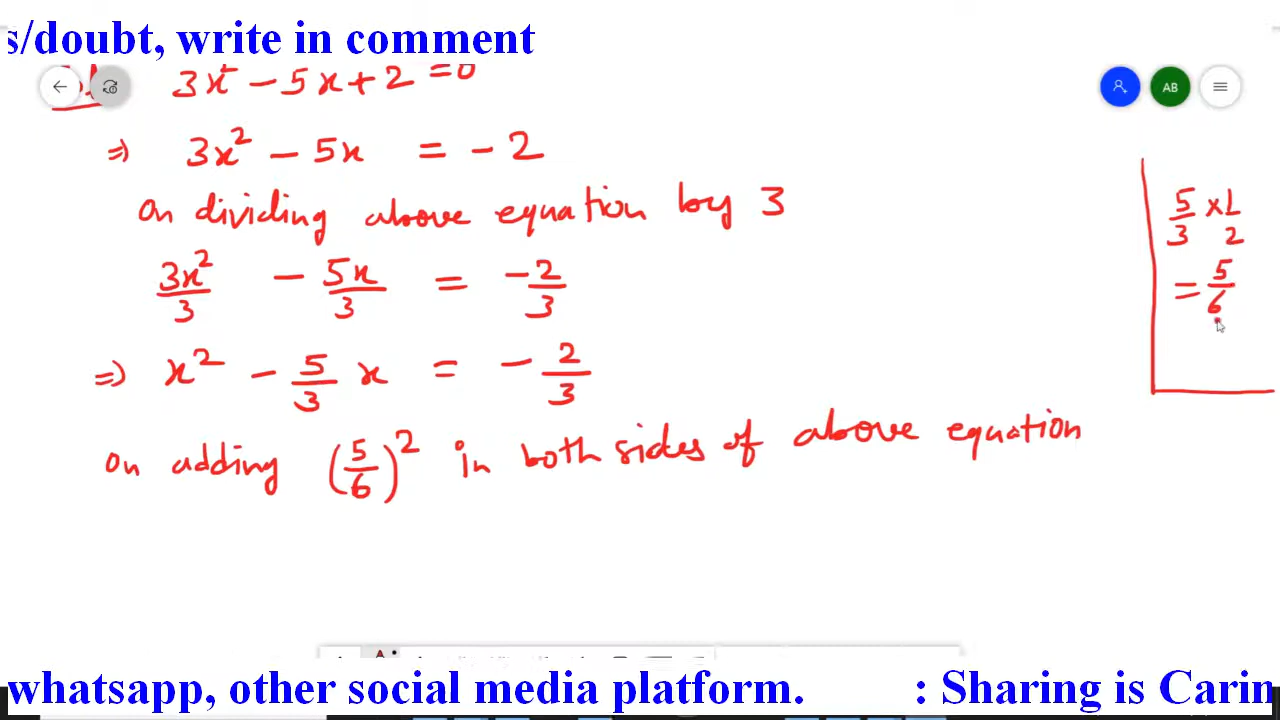 s/doubt, write in comment
3x² - 5x + 2 = 0
AB
⇒ 3x² - 5x = - 2
On dividing above equation by 3
3x²/3 - 5x/3 = -2/3
⇒ x² - 5/3 x = - 2/3
On adding (5/6)² in both sides of above equation
5/3 × 1/2
= 5/6
whatsapp, other social media platform. : Sharing is Carin